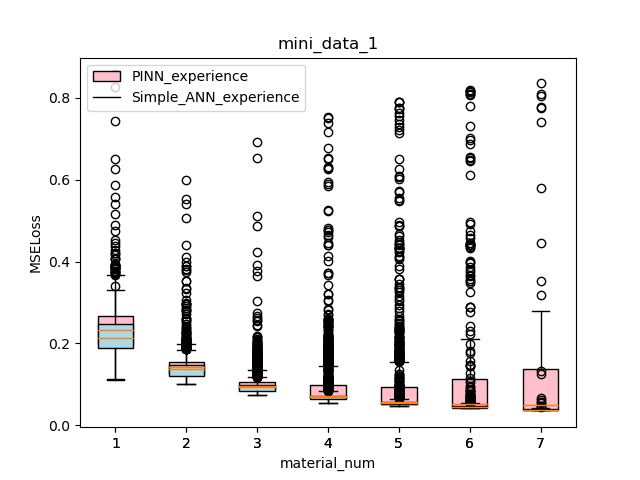 mini_data_1
PINN_experience
Simple_ANN_experience
MSELoss
0.8
0.6
0.4
0.2
0.0
1 2 3 4 5 6 7
material_num